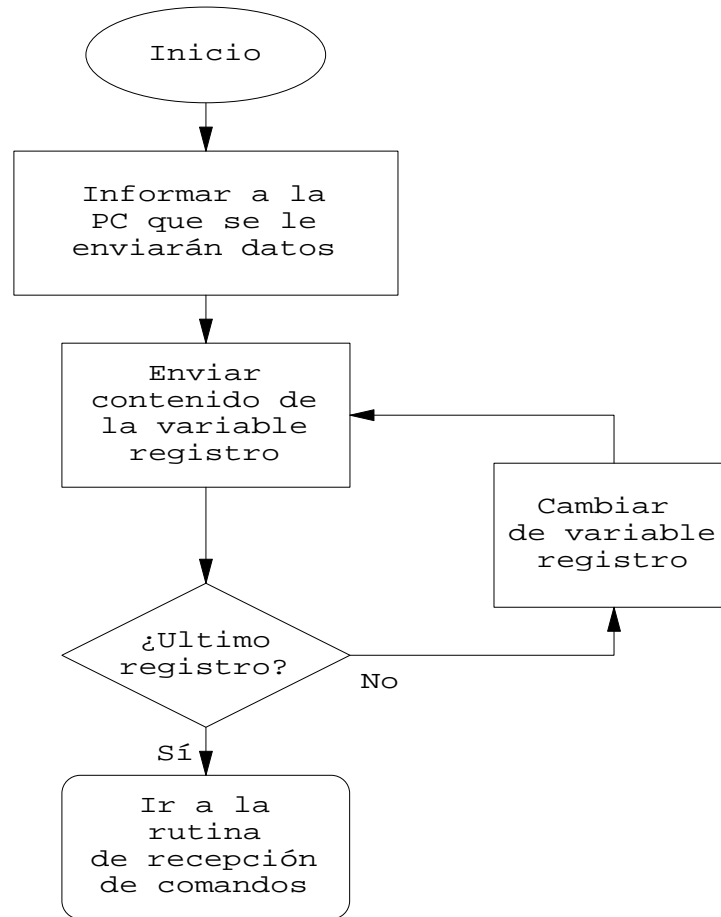 Inicio
Informar a la
PC que se le
enviarán datos
Enviar
contenido de
la variable
registro
Cambiar
de variable
registro
¿Ultimo
registro?
No
Sí
Ir a la
rutina
de recepción
de comandos